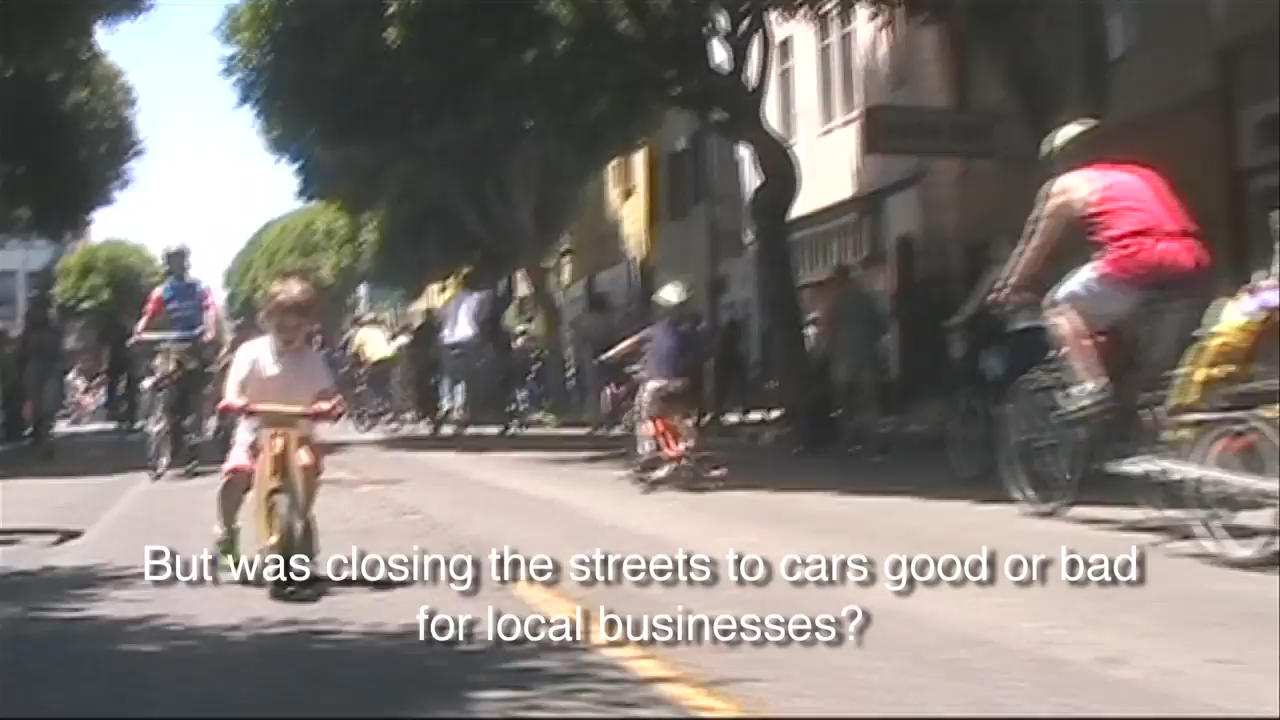 But was closing the streets to cars good or bad
for local businesses?